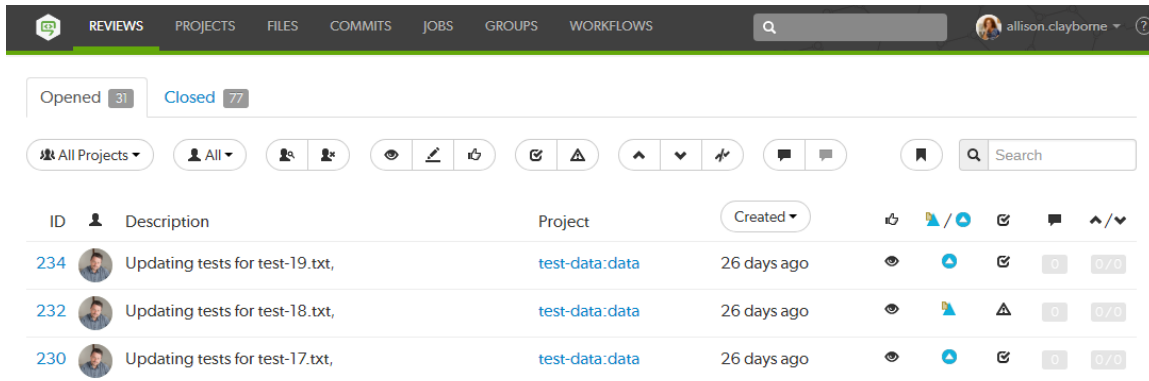 REVIEWS PROJECTS FILES COMMITS JOBS GROUPS WORKFLOWS allison.clayborne
Opened 31 Closed 77
All Projects All Search
ID Description Project Created /  /
234 Updating tests for test-19.txt, test-data:data 26 days ago 0 0/0
232 Updating tests for test-18.txt, test-data:data 26 days ago 0 0/0
230 Updating tests for test-17.txt, test-data:data 26 days ago 0 0/0